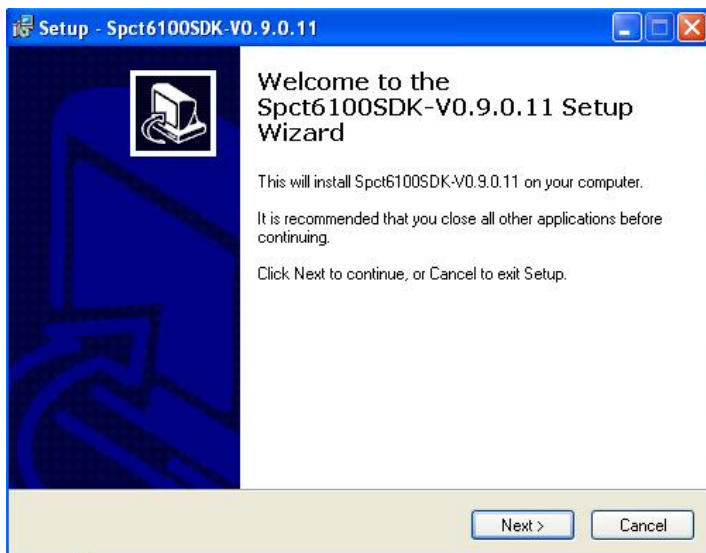 Setup - Spct6100SDK-V0.9.0.11
Welcome to the
Spct6100SDK-V0.9.0.11 Setup
Wizard
This will install Spct6100SDK-V0.9.0.11 on your computer.
It is recommended that you close all other applications before
continuing.
Click Next to continue, or Cancel to exit Setup.
Next >
Cancel